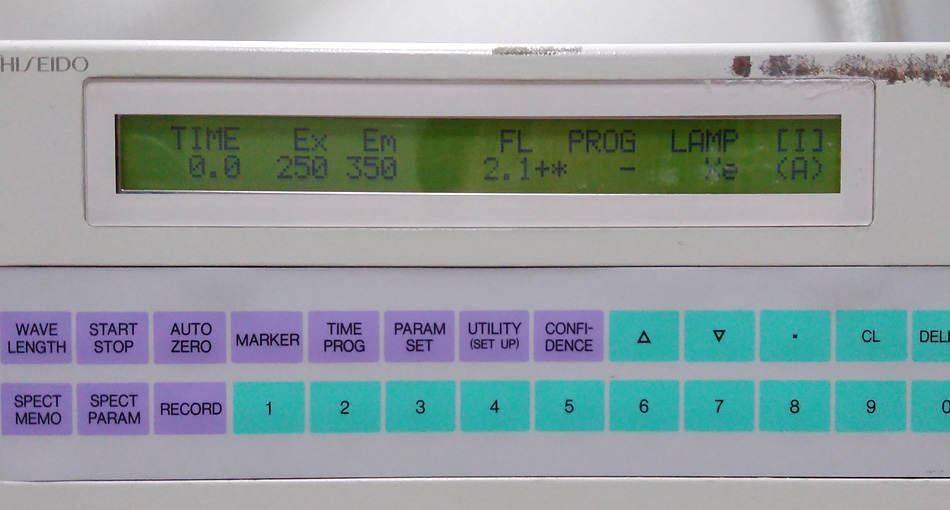 HISEIDO
TIME Ex Em FL PROG LAMP [I]
0.0 250 350 2.1+* - Xe (A)
WAVE LENGTH START STOP AUTO ZERO MARKER TIME PROG PARAM SET UTILITY (SET UP) CONFI-DENCE △ ▽ . CL DELE
SPECT MEMO SPECT PARAM RECORD 1 2 3 4 5 6 7 8 9 0